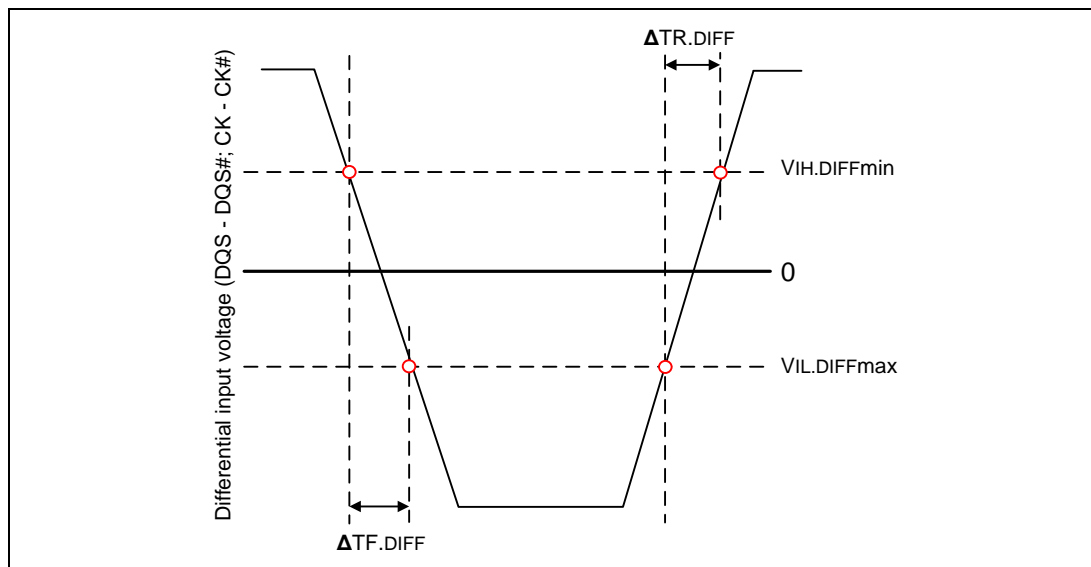 ΔTR.DIFF
Differential input voltage (DQS - DQS#; CK - CK#)
VIH.DIFFmin
0
VIL.DIFFmax
ΔTF.DIFF